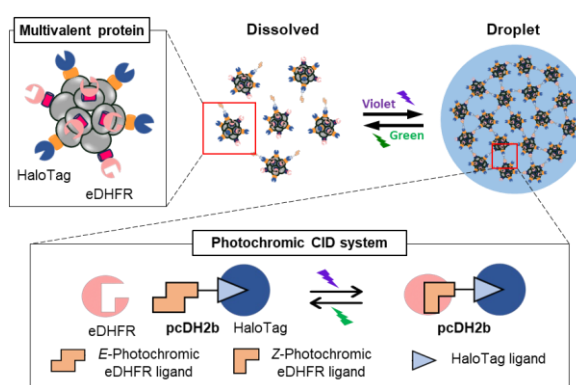 Multivalent protein
Dissolved
Droplet
Violet
Green
HaloTag
eDHFR
Photochromic CID system
eDHFR
pcDH2b
HaloTag
pcDH2b
E-Photochromic
eDHFR ligand
Z-Photochromic
eDHFR ligand
HaloTag ligand